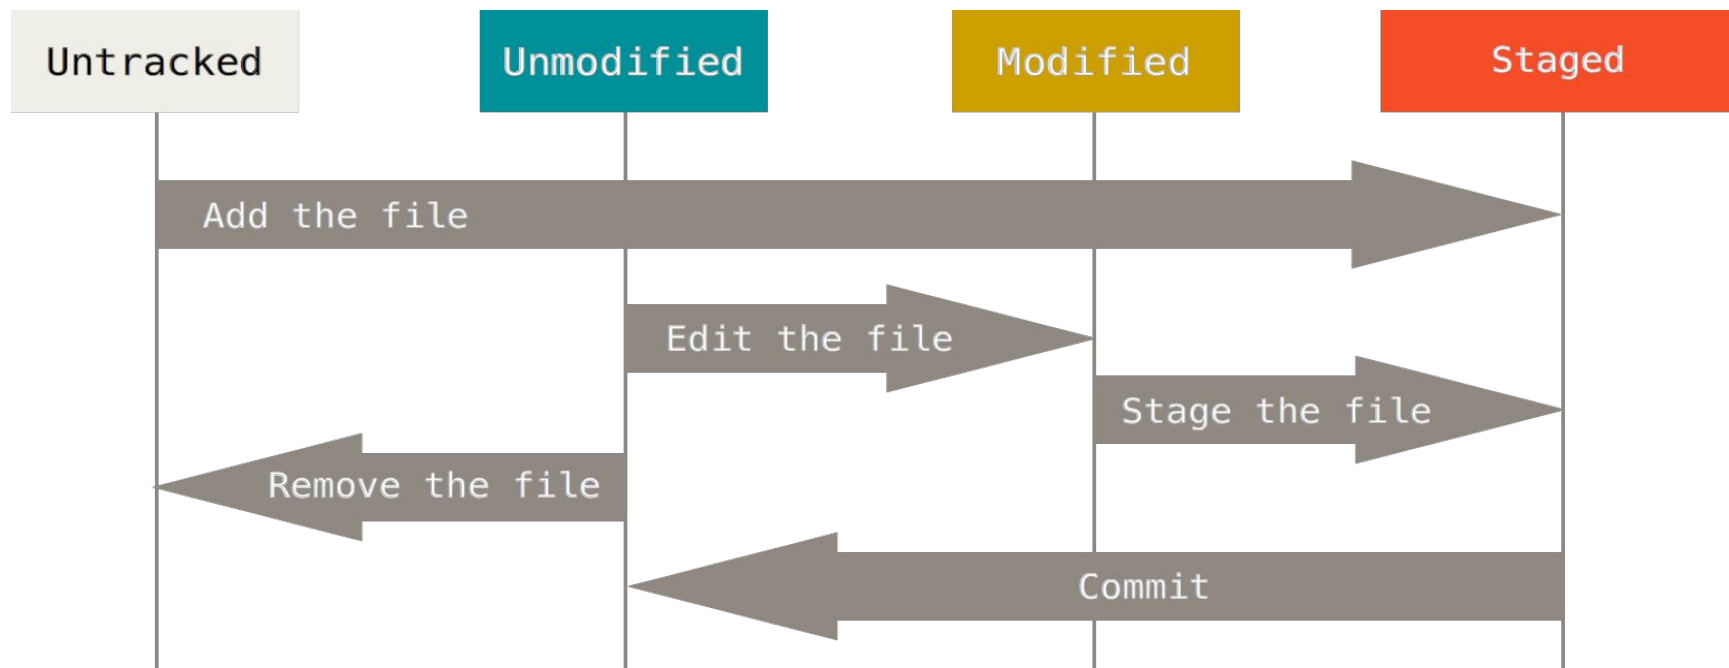 Untracked
Unmodified
Modified
Staged
Add the file
Edit the file
Stage the file
Remove the file
Commit